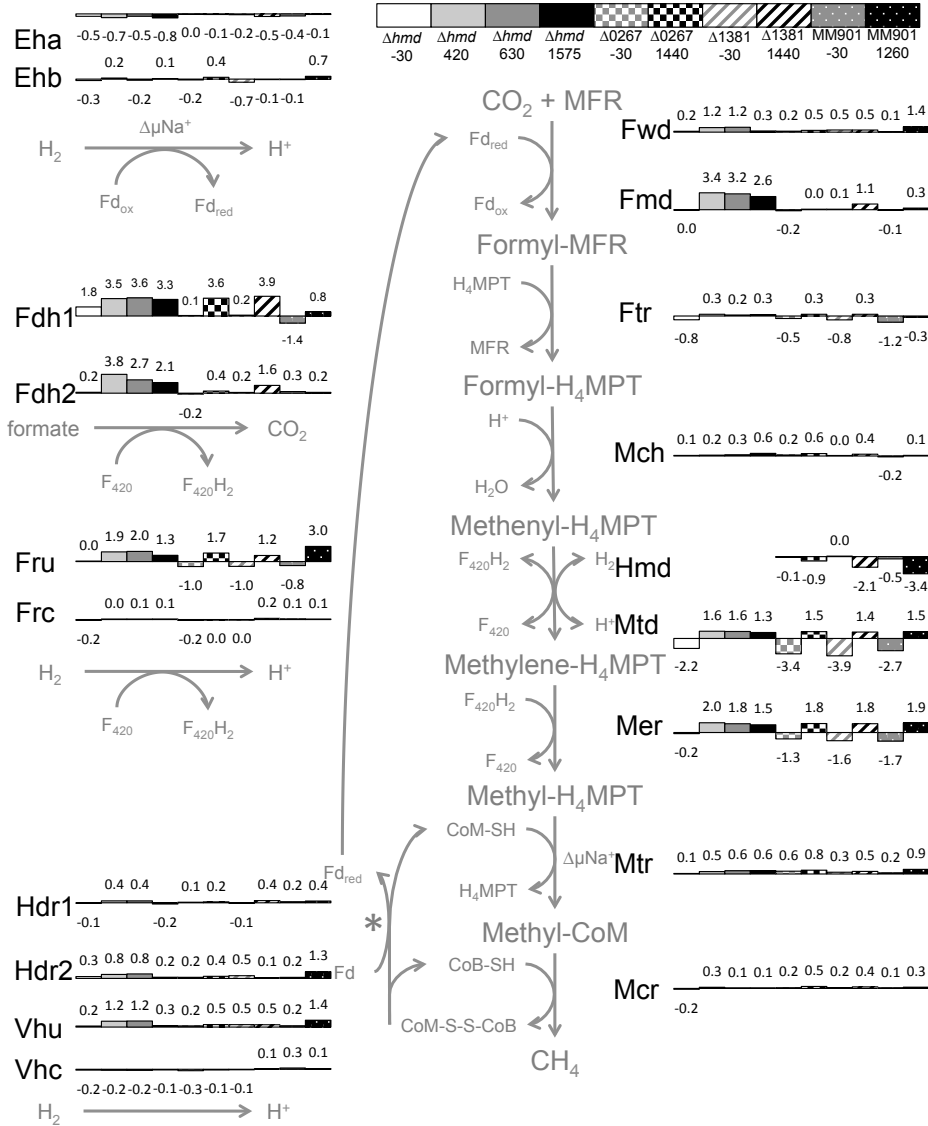 Δhmd Δhmd Δhmd Δhmd Δ0267 Δ0267 Δ1381 Δ1381 MM901 MM901
-30 420 630 1575 -30 1440 -30 1440 -30 1260
Eha
-0.5 -0.7 -0.5 -0.8 0.0 -0.1 -0.2 -0.5 -0.4 -0.1
Ehb
0.2 0.1 0.4 0.7
-0.3 -0.2 -0.2 -0.7 -0.1 -0.4
ΔμNa⁺
H₂ H⁺
Fdox Fdred
Fdh1
1.8 3.5 3.6 3.3 0.1 3.6 0.2 3.9 0.8
-1.4
Fdh2
0.2 3.8 2.7 2.1 0.4 0.2 1.6 0.3 0.2
-0.2
formate CO₂
F₄₂₀ F₄₂₀H₂
Fru
0.0 1.9 2.0 1.3 1.7 1.2 3.0
-1.0 -1.0 -0.8
Frc
0.0 0.1 0.1 0.2 0.1 0.1
-0.2 -0.2 0.0 0.0
H₂ H⁺
F₄₂₀ F₄₂₀H₂
Fdred
Hdr1
0.4 0.4 0.1 0.2 0.4 0.2 0.4
-0.1 -0.2 -0.1
*
Hdr2
0.3 0.8 0.8 0.2 0.2 0.4 0.5 0.1 0.2 1.3
Fd
Vhu
0.2 1.2 1.2 0.3 0.2 0.5 0.5 0.5 0.2 1.4
Vhc
0.1 0.3 0.1
-0.2 -0.2 -0.2 -0.1 -0.3 -0.1 -0.1
H₂ H⁺
CO₂ + MFR
Fdred
Fdox
Formyl-MFR
H₄MPT
MFR
Formyl-H₄MPT
H⁺
H₂O
Methenyl-H₄MPT
F₄₂₀H₂ H₂
F₄₂₀ H⁺
Methylene-H₄MPT
F₄₂₀H₂
F₄₂₀
Methyl-H₄MPT
CoM-SH
ΔμNa⁺
H₄MPT
Methyl-CoM
CoB-SH
CoM-S-S-CoB
CH₄
Fwd
0.2 1.2 1.2 0.3 0.2 0.5 0.5 0.5 0.1 1.4
Fmd
3.4 3.2 2.6 0.0 0.1 1.1 0.3
0.0 -0.2 -0.1
Ftr
0.3 0.2 0.3 0.3 0.3
-0.8 -0.5 -0.8 -1.2 -0.3
Mch
0.1 0.2 0.3 0.6 0.2 0.6 0.0 0.4 0.1
-0.2
Hmd
0.0
-0.1 -0.9 -2.1 -0.5 -3.4
Mtd
1.6 1.6 1.3 1.5 1.4 1.5
-2.2 -3.4 -3.9 -2.7
Mer
2.0 1.8 1.5 1.8 1.8 1.9
-0.2 -1.3 -1.6 -1.7
Mtr
0.1 0.5 0.6 0.6 0.6 0.8 0.3 0.5 0.2 0.9
Mcr
0.3 0.1 0.1 0.2 0.5 0.2 0.4 0.1 0.3
-0.2